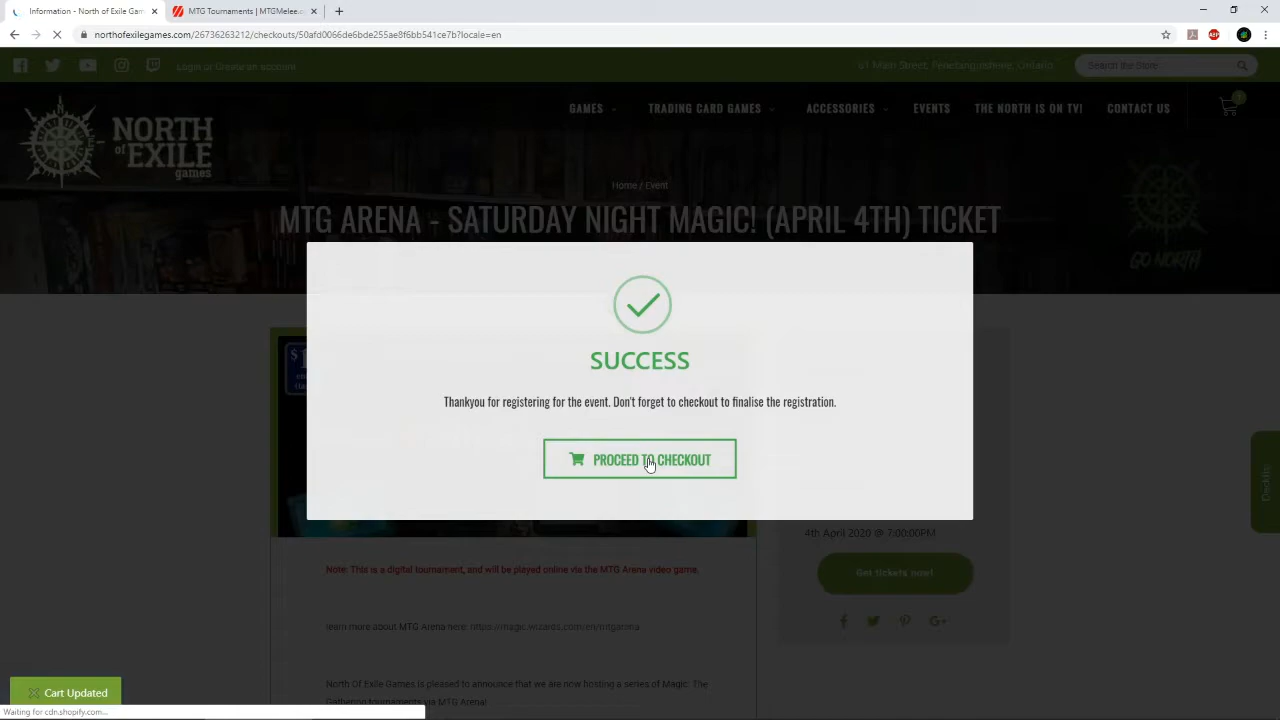 Information - North of Exile Gam
MTG Tournaments | MTGMelee.c
northofexilegames.com/26736263212/checkouts/50afd0066de6bde255ae8f6bb541ce7b?locale=en
Login or Create an account
61 Main Street, Penetanguishene, Ontario
Search the Store
NORTH
of EXILE
games
GAMES
TRADING CARD GAMES
ACCESSORIES
EVENTS
THE NORTH IS ON TV!
CONTACT US
1
Home / Event
MTG ARENA - SATURDAY NIGHT MAGIC! (APRIL 4TH) TICKET
GO NORTH
SUCCESS
Thankyou for registering for the event. Don't forget to checkout to finalise the registration.
PROCEED TO CHECKOUT
4th April 2020 @ 7:00:00PM
Get tickets now!
Note: This is a digital tournament, and will be played online via the MTG Arena video game.
learn more about MTG Arena here: https://magic.wizards.com/en/mtgarena
North Of Exile Games is pleased to announce that we are now hosting a series of Magic: The
Gathering tournaments via MTG Arena!
Cart Updated
Waiting for cdn.shopify.com...